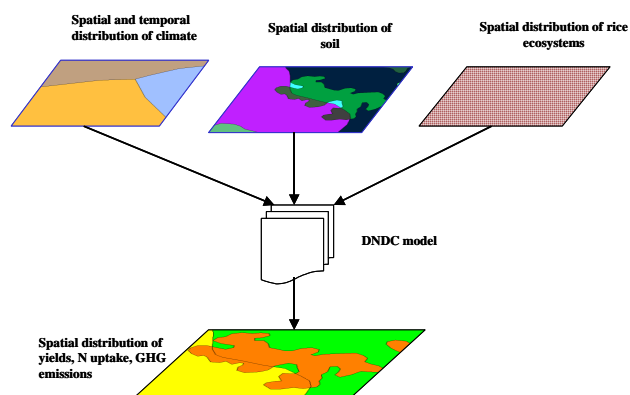 Spatial and temporal
distribution of climate
Spatial distribution of
soil
Spatial distribution of rice
ecosystems
DNDC model
Spatial distribution of
yields, N uptake, GHG
emissions